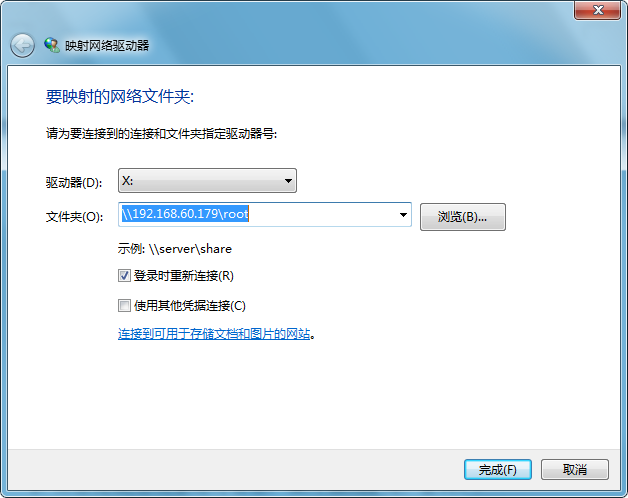 映射网络驱动器
要映射的网络文件夹:
请为要连接到的连接和文件夹指定驱动器号:
驱动器(D): X:
文件夹(O): \\192.168.60.179\root 浏览(B)...
示例: \\server\share
登录时重新连接(R)
使用其他凭据连接(C)
连接到可用于存储文档和图片的网站。
完成(F) 取消